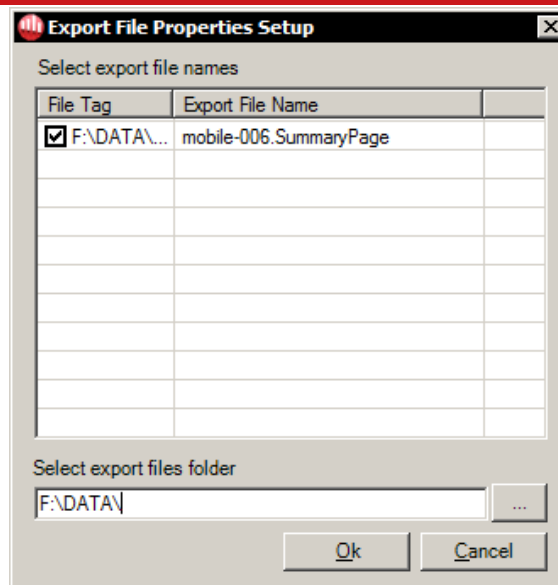 Export File Properties Setup
Select export file names
File Tag Export File Name
F:\DATA\... mobile-006.SummaryPage
Select export files folder
F:\DATA\
...
Ok Cancel